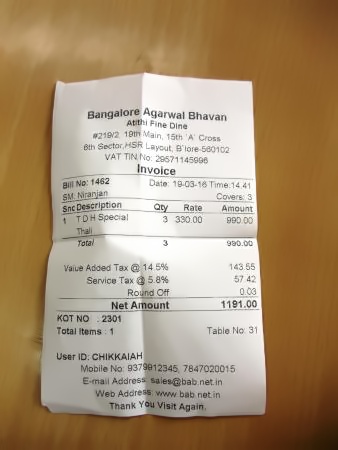 Bangalore Agarwal Bhavan
Atithi Fine Dine
#219/2, 19th Main, 15th 'A' Cross
6th Sector,HSR Layout, B'lore-560102
VAT TIN No: 29571145996
Invoice
Bill No: 1462 Date: 19-03-16 Time:14.41
SM: Niranjan Covers: 3
Sno Description Qty Rate Amount
1 T D H Special 3 330.00 990.00
Thali
Total 3 990.00
Value Added Tax @ 14.5% 143.55
Service Tax @ 5.8% 57.42
Round Off 0.03
Net Amount 1191.00
KOT NO : 2301
Total Items : 1 Table No: 31
User ID: CHIKKAIAH
Mobile No: 9379912345, 7847020015
E-mail Address: sales@bab.net.in
Web Address: www.bab.net.in
Thank You Visit Again.